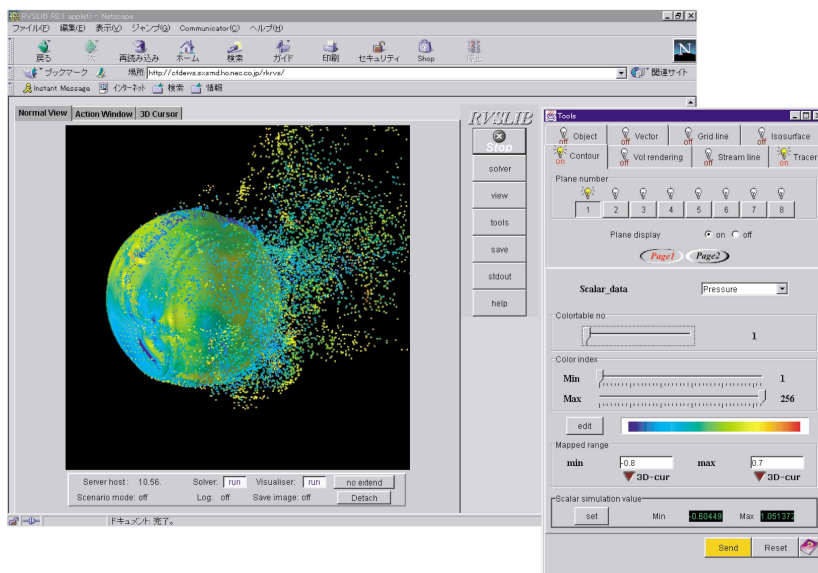 RVSLIB R2.1 applet) - Netscape
ファイル(F) 編集(E) 表示(V) ジャンプ(G) Communicator(C) ヘルプ(H)
戻る 次 再読み込み ホーム 検索 ガイド 印刷 セキュリティ Shop 停止
N
ブックマーク 場所 http://cfdews.sxsmd.ho.nec.co.jp/rkrvs/ 関連サイト
Instant Message インターネット 検索 情報
Normal View Action Window 3D Cursor
RVSLIB
Stop
solver
view
tools
save
stdout
help
Server host : 10.56. Solver: run Visualiser: run no extend
Scenario mode: off Log: off Save image: off Detach
ドキュメント: 完了。
Tools
off Object off Vector off Grid line off Isosurface
on Contour off Vol rendering off Stream line on Tracer
Plane number
1 2 3 4 5 6 7 8
Plane display on off
Page1 Page2
Scalar_data Pressure
Colortable no
1
Color index
Min 1
Max 256
edit
Mapped range
min -0.8 max 0.7
3D-cur 3D-cur
Scalar simulation value
set Min -0.60449 Max 1.051372
Send Reset